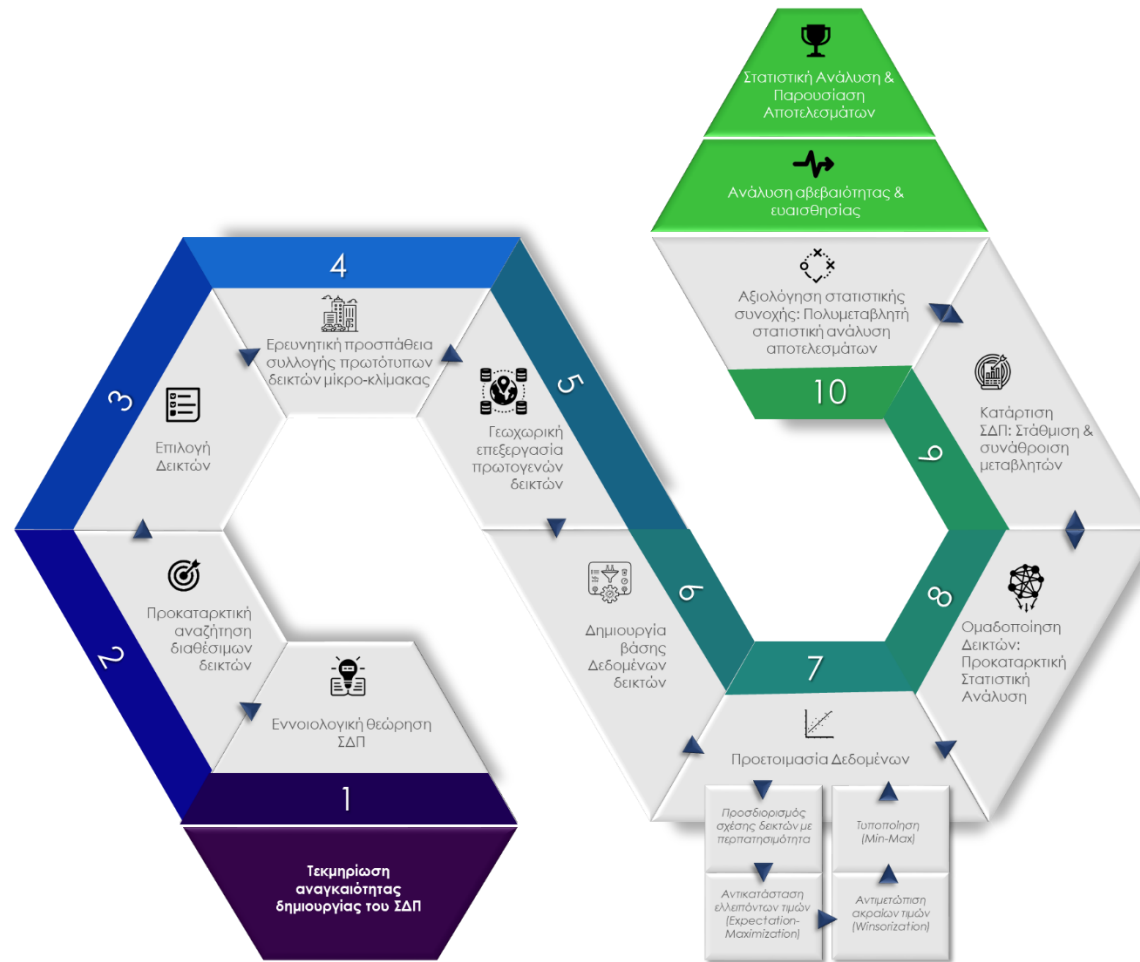 Τεκμηρίωση
αναγκαιότητας
δημιουργίας του ΣΔΠ
1
Εννοιολογική θεώρηση
ΣΔΠ
2
Προκαταρκτική
αναζήτηση
διαθέσιμων
δεικτών
3
Επιλογή
Δεικτών
4
Ερευνητική προσπάθεια
συλλογής πρωτότυπων
δεικτών μίκρο-κλίμακας
5
Γεωχωρική
επεξεργασία
πρωτογενών
δεικτών
6
Δημιουργία
βάσης
Δεδομένων
δεικτών
7
Προετοιμασία Δεδομένων
Προσδιορισμός
σχέσης δεικτών με
περπατησιμότητα
Αντικατάσταση
ελλειπόντων τιμών
(Expectation-
Maximization)
Αντιμετώπιση
ακραίων τιμών
(Winsorization)
Τυποποίηση
(Min-Max)
8
Ομαδοποίηση
Δεικτών:
Προκαταρκτική
Στατιστική
Ανάλυση
9
Κατάρτιση
ΣΔΠ: Στάθμιση &
συνάθροιση
μεταβλητών
10
Αξιολόγηση στατιστικής
συνοχής: Πολυμεταβλητή
στατιστική ανάλυση
αποτελεσμάτων
Ανάλυση αβεβαιότητας &
ευαισθησίας
Στατιστική Ανάλυση &
Παρουσίαση
Αποτελεσμάτων